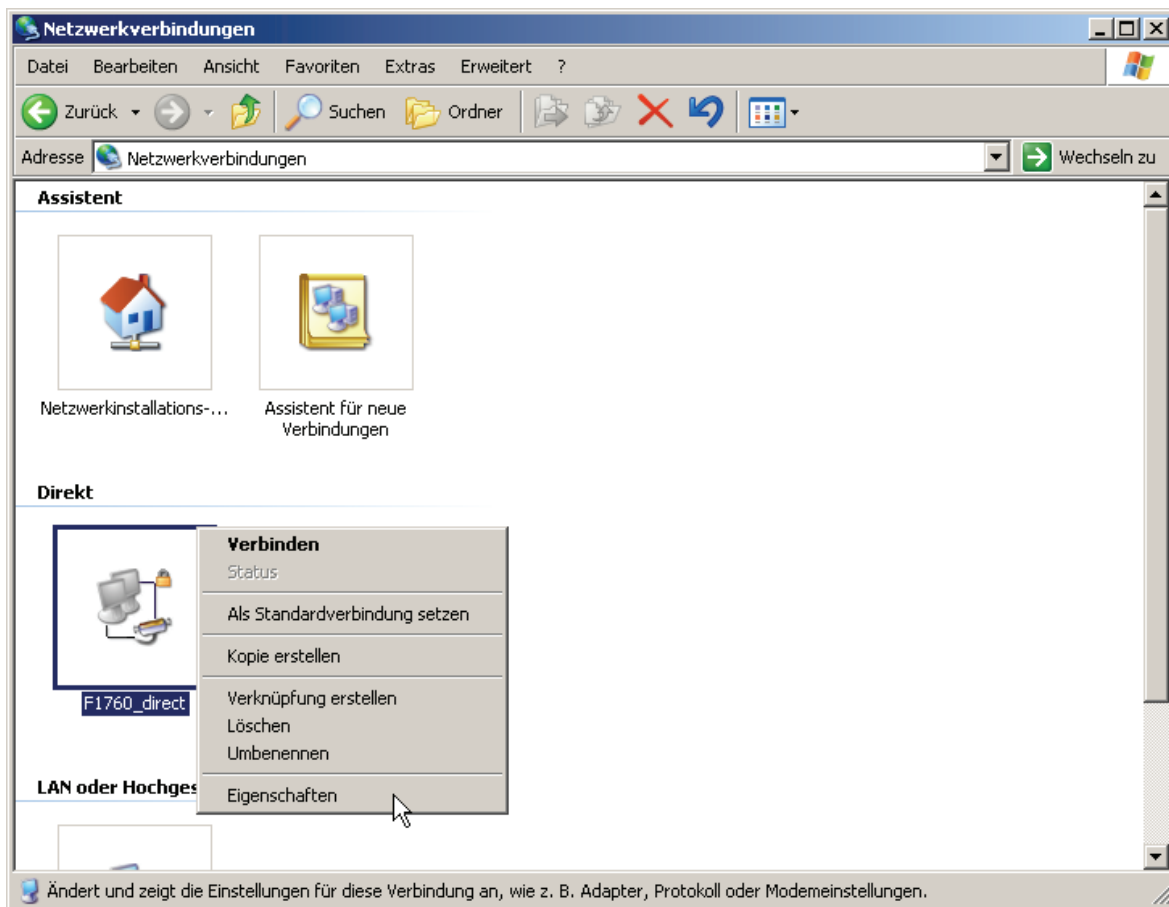 Netzwerkverbindungen
Datei Bearbeiten Ansicht Favoriten Extras Erweitert ?
Zurück Suchen Ordner
Adresse Netzwerkverbindungen Wechseln zu
Assistent
Netzwerkinstallations-... Assistent für neue
Verbindungen
Direkt
F1760_direct
Verbinden
Status
Als Standardverbindung setzen
Kopie erstellen
Verknüpfung erstellen
Löschen
Umbenennen
Eigenschaften
LAN oder Hochges
Ändert und zeigt die Einstellungen für diese Verbindung an, wie z. B. Adapter, Protokoll oder Modemeinstellungen.